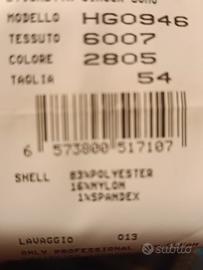 MODELLO HG0946
TESSUTO 6007
COLORE 2805
TAGLIA 54
6 573800 517107
SHELL 83%POLYESTER
16%NYLON
1%SPANDEX
LAVAGGIO 013
ONLY PROFESSIONAL
subito